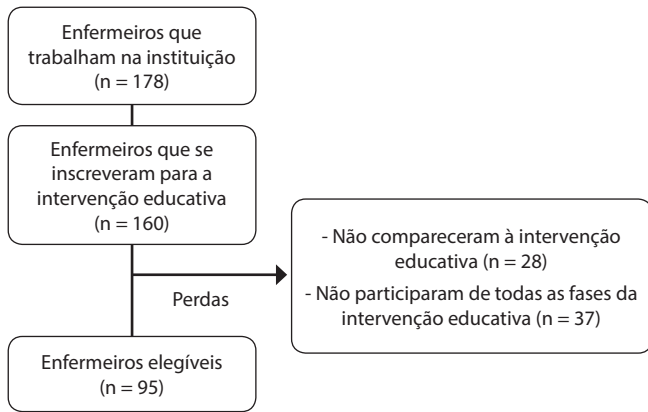 Enfermeiros que
trabalham na instituição
(n = 178)
Enfermeiros que se
inscreveram para a
intervenção educativa
(n = 160)
- Não compareceram à intervenção
educativa (n = 28)
- Não participaram de todas as fases da
intervenção educativa (n = 37)
Perdas
Enfermeiros elegíveis
(n = 95)